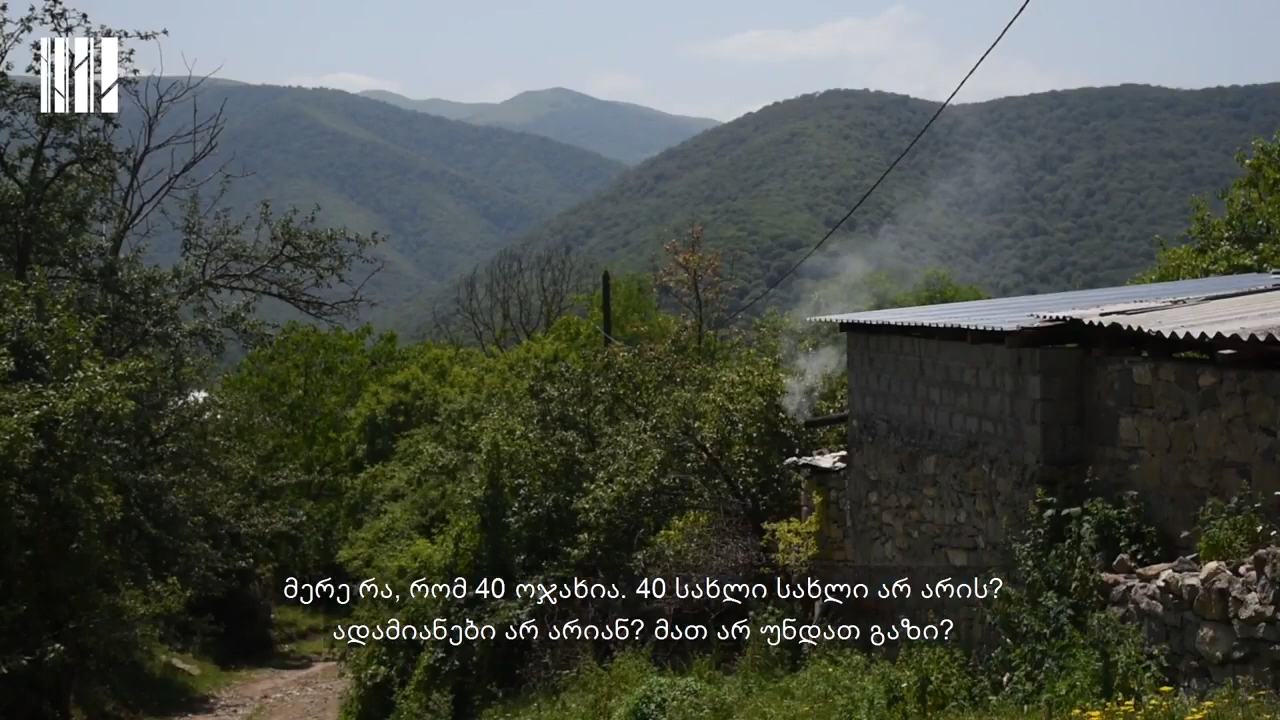 მერე რა, რომ 40 ოჯახია. 40 სახლი სახლი არ არის?
ადამიანები არ არიან? მათ არ უნდათ გაზი?